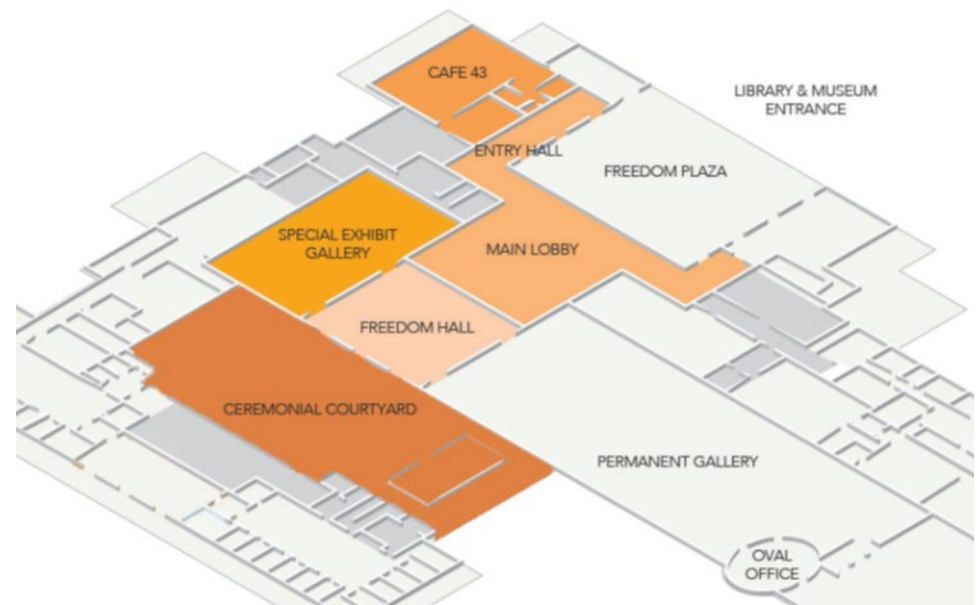 CAFE 43
LIBRARY & MUSEUM
ENTRANCE
ENTRY HALL
FREEDOM PLAZA
SPECIAL EXHIBIT
GALLERY
MAIN LOBBY
FREEDOM HALL
CEREMONIAL COURTYARD
PERMANENT GALLERY
OVAL
OFFICE